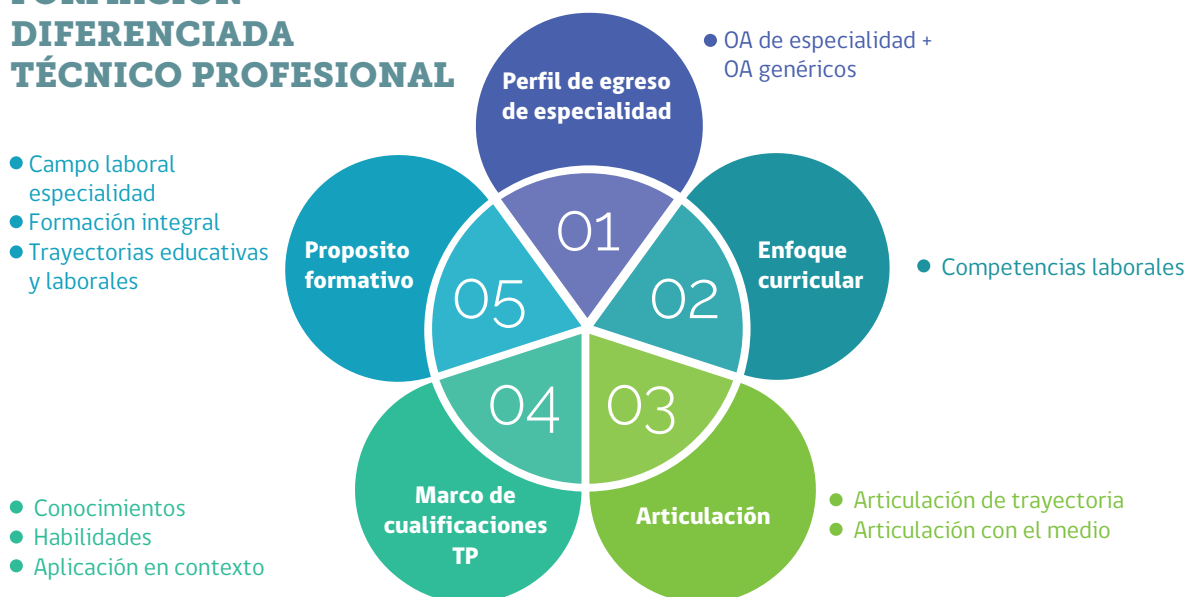 FORMACIÓN
DIFERENCIADA
TÉCNICO PROFESIONAL
Perfil de egreso
de especialidad
OA de especialidad +
OA genéricos
01
Enfoque
curricular
Competencias laborales
02
Articulación
Articulación de trayectoria
Articulación con el medio
03
Marco de
cualificaciones
TP
Conocimientos
Habilidades
Aplicación en contexto
04
Proposito
formativo
Campo laboral
especialidad
Formación integral
Trayectorias educativas
y laborales
05